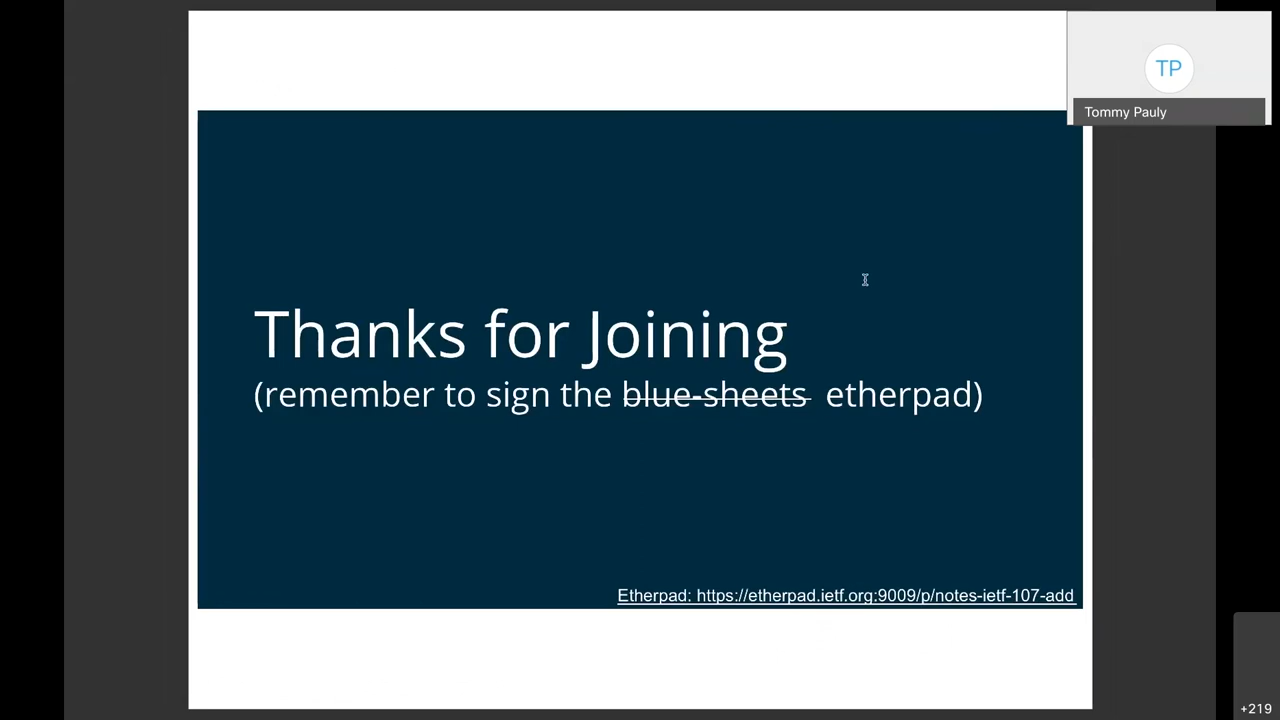 TP
Tommy Pauly
Thanks for Joining
(remember to sign the blue-sheets etherpad)
Etherpad: https://etherpad.ietf.org:9009/p/notes-ietf-107-add
+219